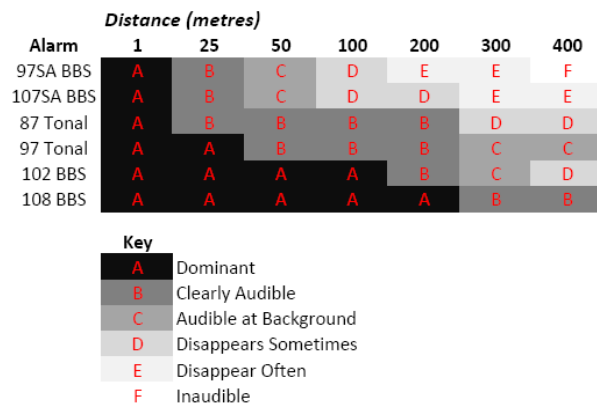 Distance (metres)
Alarm 1 25 50 100 200 300 400
97SA BBS A B C D E E F
107SA BBS A B C D D E E
87 Tonal A B B B B D D
97 Tonal A A B B B C C
102 BBS A A A A B C D
108 BBS A A A A A B B
Key
A Dominant
B Clearly Audible
C Audible at Background
D Disappears Sometimes
E Disappear Often
F Inaudible